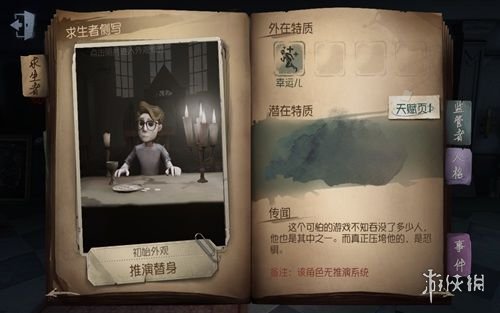 求生者侧写
求生者
初始外观
推演替身
外在特质
幸运儿
潜在特质
天赋页
监管者
人格
传闻
这个可怕的游戏不知吞没了多少人，
他也是其中之一。而真正压垮他的，是恐
惧。
备注：该角色无推演系统
事件
游侠网